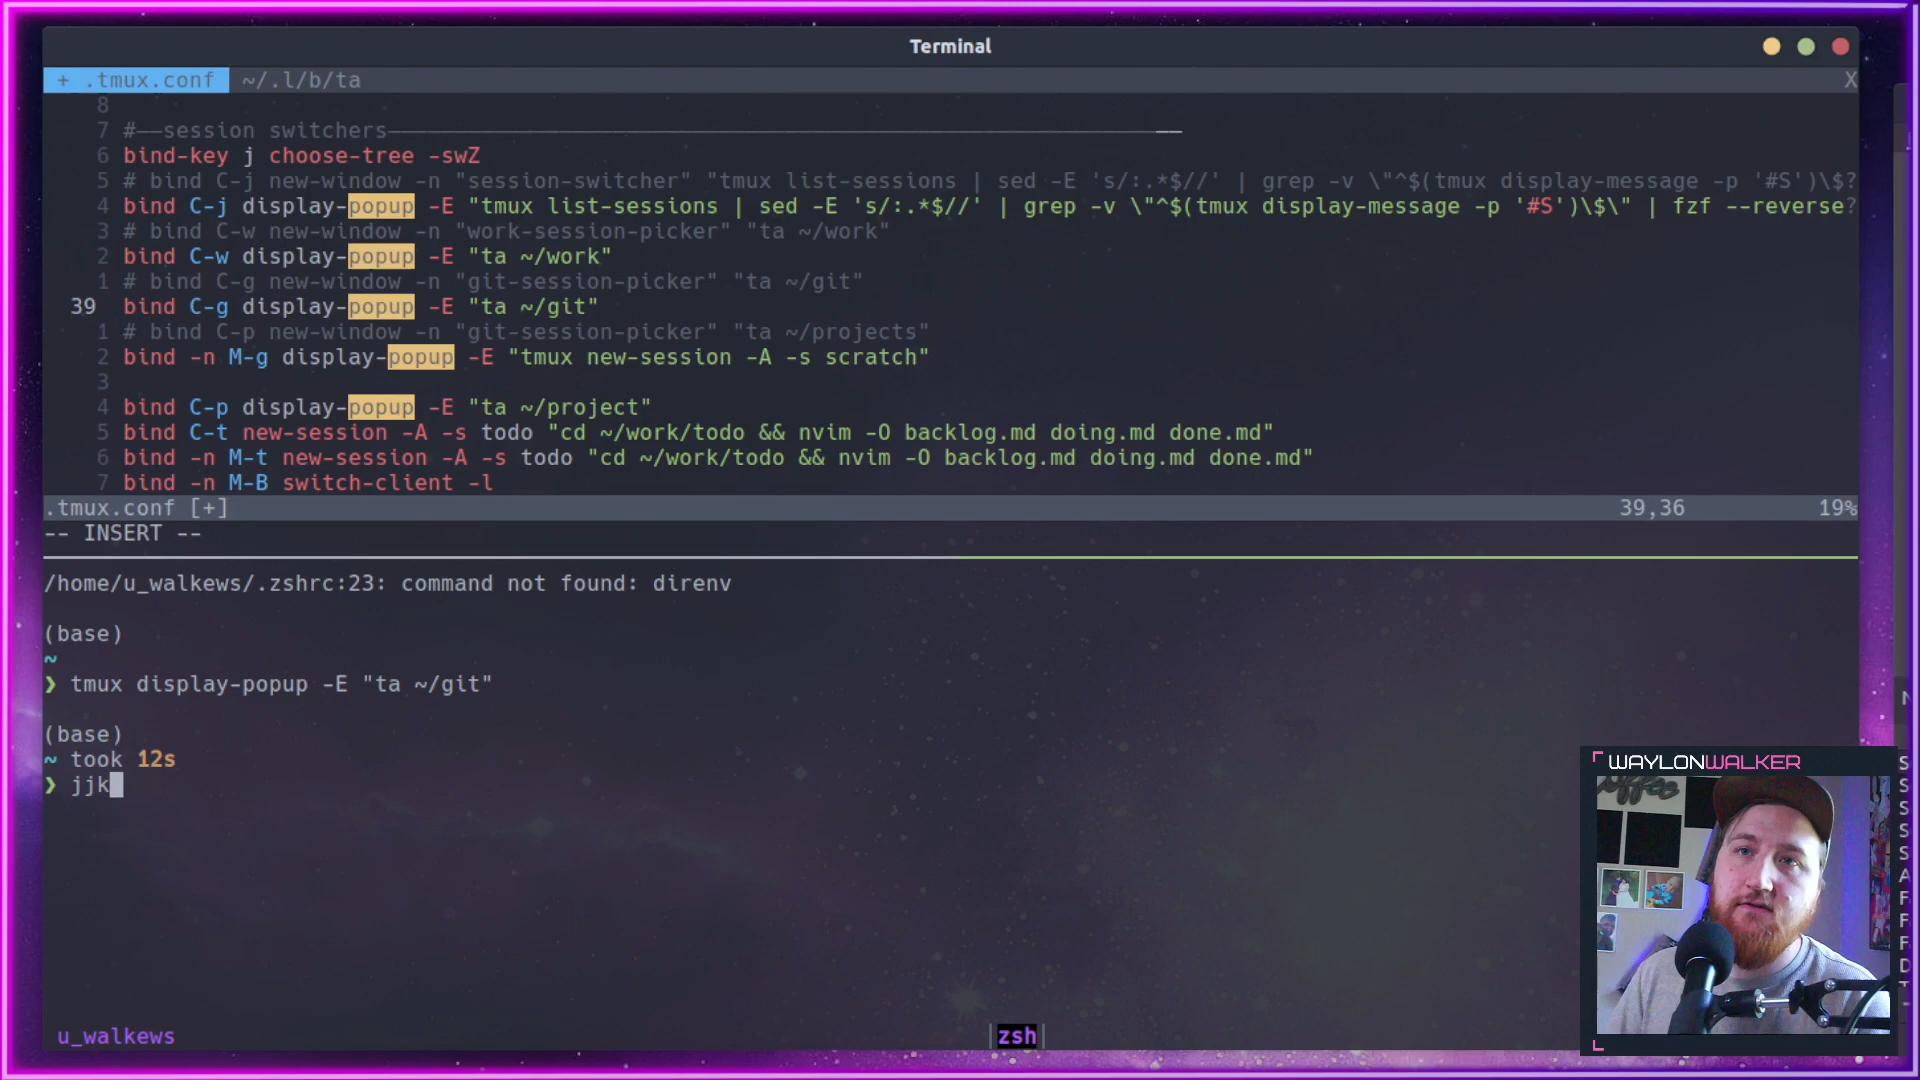 Terminal
+ .tmux.conf  ~/.l/b/ta  X
8
7 #——session switchers——
6 bind-key j choose-tree -swZ
5 # bind C-j new-window -n "session-switcher" "tmux list-sessions | sed -E 's/:.*$//' | grep -v \"^$(tmux display-message -p '#S')\$?
4 bind C-j display-popup -E "tmux list-sessions | sed -E 's/:.*$//' | grep -v \"^$(tmux display-message -p '#S')\$\" | fzf --reverse?
3 # bind C-w new-window -n "work-session-picker" "ta ~/work"
2 bind C-w display-popup -E "ta ~/work"
1 # bind C-g new-window -n "git-session-picker" "ta ~/git"
39 bind C-g display-popup -E "ta ~/git"
1 # bind C-p new-window -n "git-session-picker" "ta ~/projects"
2 bind -n M-g display-popup -E "tmux new-session -A -s scratch"
3
4 bind C-p display-popup -E "ta ~/project"
5 bind C-t new-session -A -s todo "cd ~/work/todo && nvim -O backlog.md doing.md done.md"
6 bind -n M-t new-session -A -s todo "cd ~/work/todo && nvim -O backlog.md doing.md done.md"
7 bind -n M-B switch-client -l
.tmux.conf [+]  39,36  19%
-- INSERT --
/home/u_walkews/.zshrc:23: command not found: direnv
(base)
~
❯ tmux display-popup -E "ta ~/git"
(base)
~ took 12s
❯ jjk
WAYLONWALKER
u_walkews  |zsh|